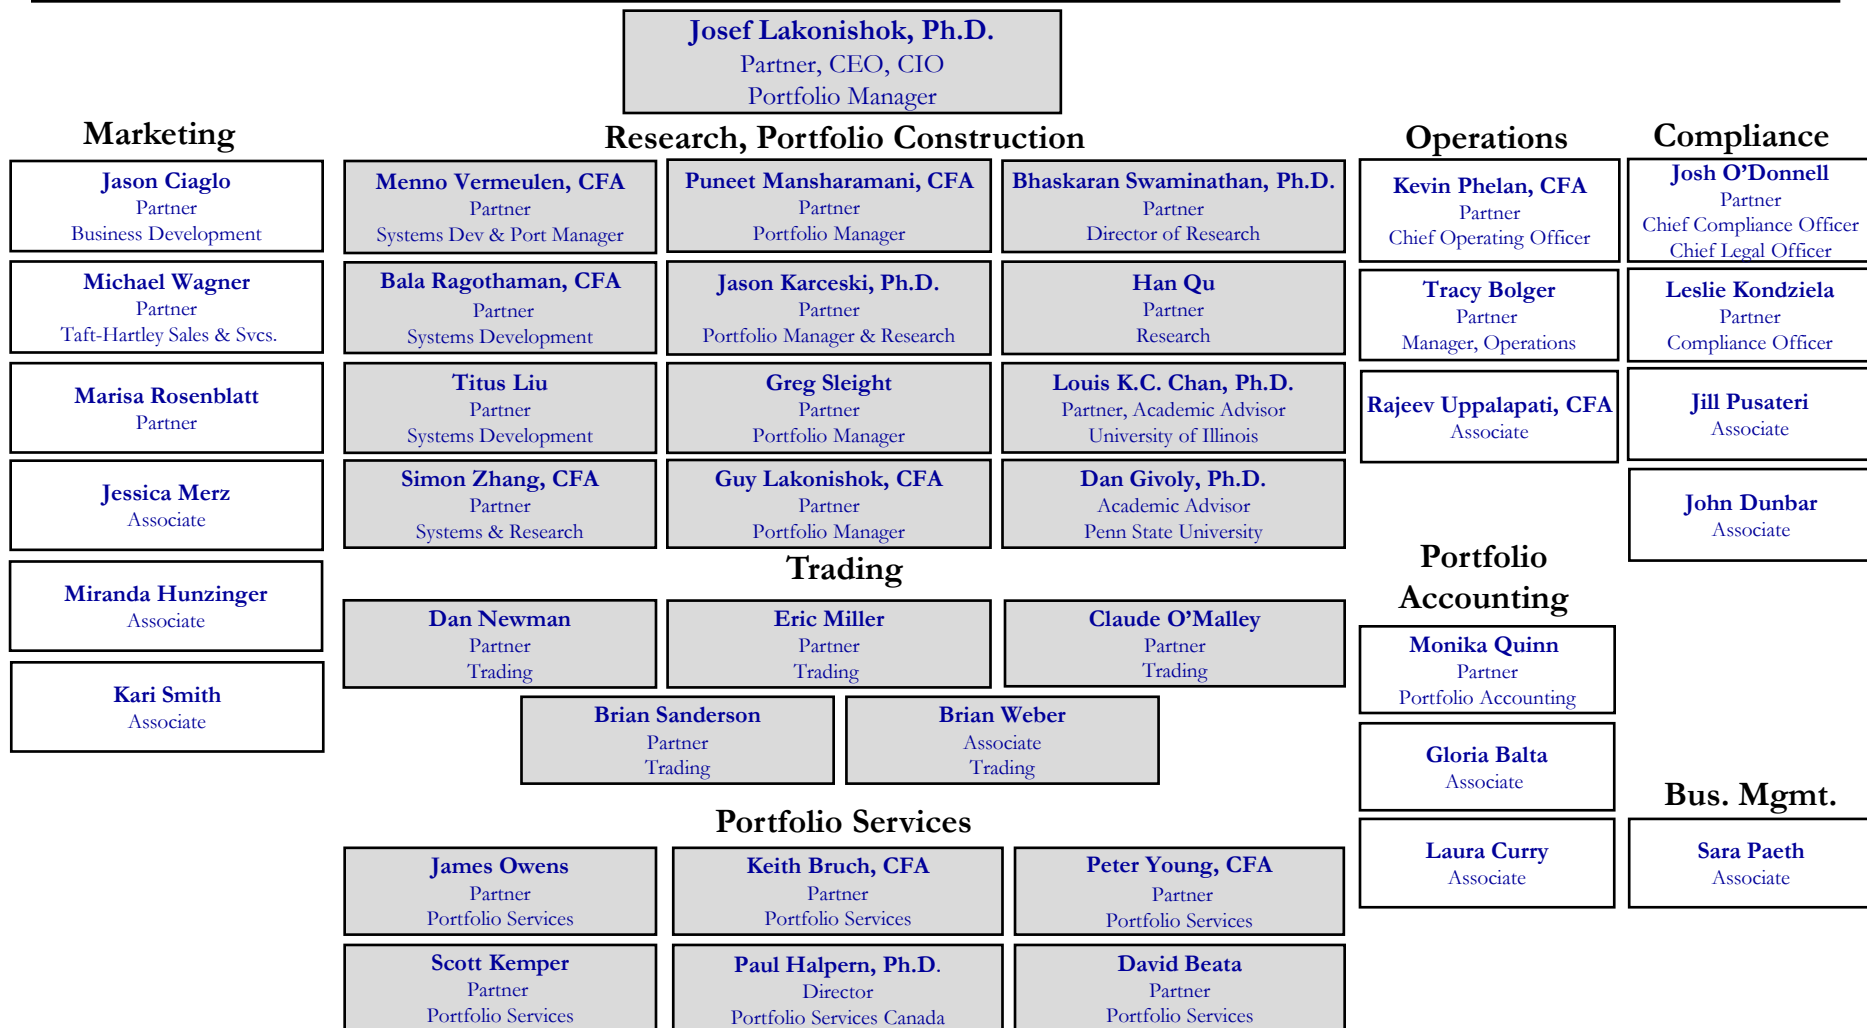 Josef Lakonishok, Ph.D.
Partner, CEO, CIO
Portfolio Manager
Marketing
Jason Ciaglo
Partner
Business Development
Michael Wagner
Partner
Taft-Hartley Sales & Svcs.
Marisa Rosenblatt
Partner
Jessica Merz
Associate
Miranda Hunzinger
Associate
Kari Smith
Associate
Research, Portfolio Construction
Menno Vermeulen, CFA
Partner
Systems Dev & Port Manager
Puneet Mansharamani, CFA
Partner
Portfolio Manager
Bhaskaran Swaminathan, Ph.D.
Partner
Director of Research
Bala Ragothaman, CFA
Partner
Systems Development
Jason Karceski, Ph.D.
Partner
Portfolio Manager & Research
Han Qu
Partner
Research
Titus Liu
Partner
Systems Development
Greg Sleight
Partner
Portfolio Manager
Louis K.C. Chan, Ph.D.
Partner, Academic Advisor
University of Illinois
Simon Zhang, CFA
Partner
Systems & Research
Guy Lakonishok, CFA
Partner
Portfolio Manager
Dan Givoly, Ph.D.
Academic Advisor
Penn State University
Trading
Dan Newman
Partner
Trading
Eric Miller
Partner
Trading
Claude O’Malley
Partner
Trading
Brian Sanderson
Partner
Trading
Brian Weber
Associate
Trading
Portfolio Services
James Owens
Partner
Portfolio Services
Keith Bruch, CFA
Partner
Portfolio Services
Peter Young, CFA
Partner
Portfolio Services
Scott Kemper
Partner
Portfolio Services
Paul Halpern, Ph.D.
Director
Portfolio Services Canada
David Beata
Partner
Portfolio Services
Operations
Kevin Phelan, CFA
Partner
Chief Operating Officer
Tracy Bolger
Partner
Manager, Operations
Rajeev Uppalapati, CFA
Associate
Portfolio
Accounting
Monika Quinn
Partner
Portfolio Accounting
Gloria Balta
Associate
Laura Curry
Associate
Compliance
Josh O’Donnell
Partner
Chief Compliance Officer
Chief Legal Officer
Leslie Kondziela
Partner
Compliance Officer
Jill Pusateri
Associate
John Dunbar
Associate
Bus. Mgmt.
Sara Paeth
Associate